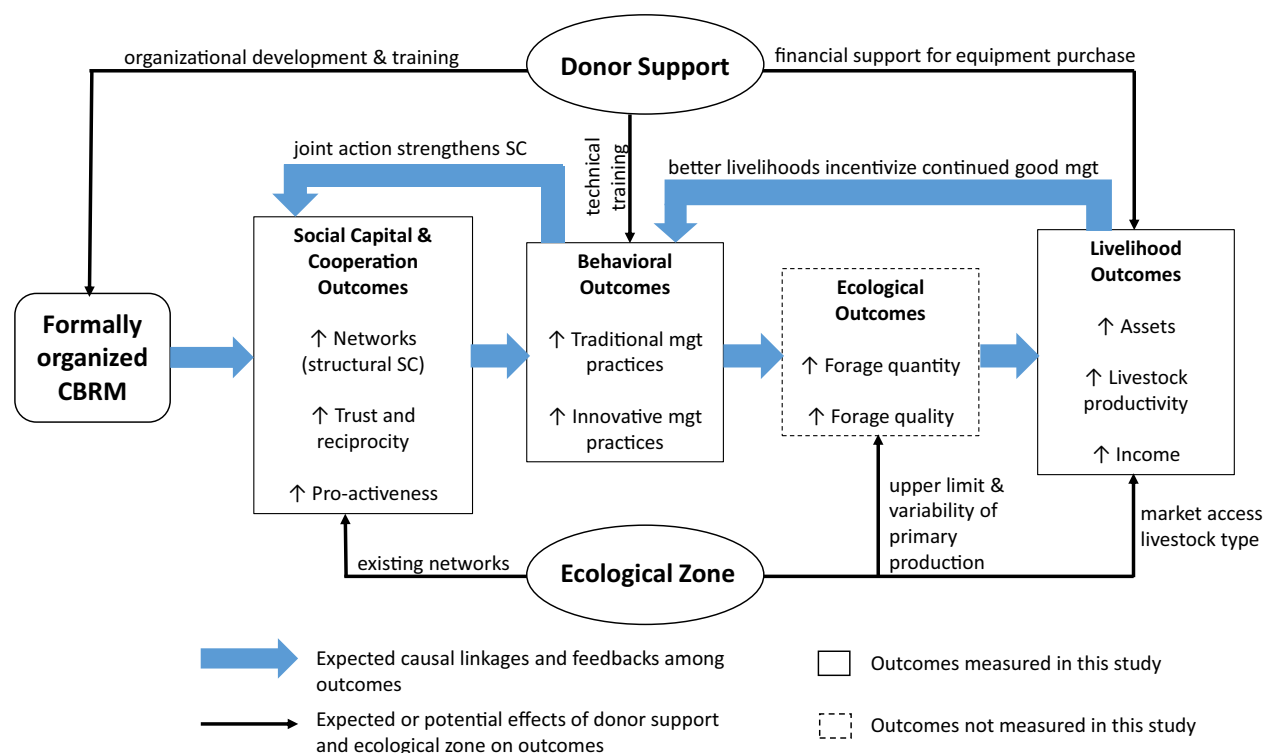 organizational development & training
Donor Support
financial support for equipment purchase
joint action strengthens SC
technical
training
better livelihoods incentivize continued good mgt
Formally
organized
CBRM
Social Capital &
Cooperation
Outcomes
↑ Networks
(structural SC)
↑ Trust and
reciprocity
↑ Pro-activeness
Behavioral
Outcomes
↑ Traditional mgt
practices
↑ Innovative mgt
practices
Ecological
Outcomes
↑ Forage quantity
↑ Forage quality
Livelihood
Outcomes
↑ Assets
↑ Livestock
productivity
↑ Income
existing networks
Ecological Zone
upper limit &
variability of
primary
production
market access
livestock type
Expected causal linkages and feedbacks among
outcomes
Expected or potential effects of donor support
and ecological zone on outcomes
Outcomes measured in this study
Outcomes not measured in this study